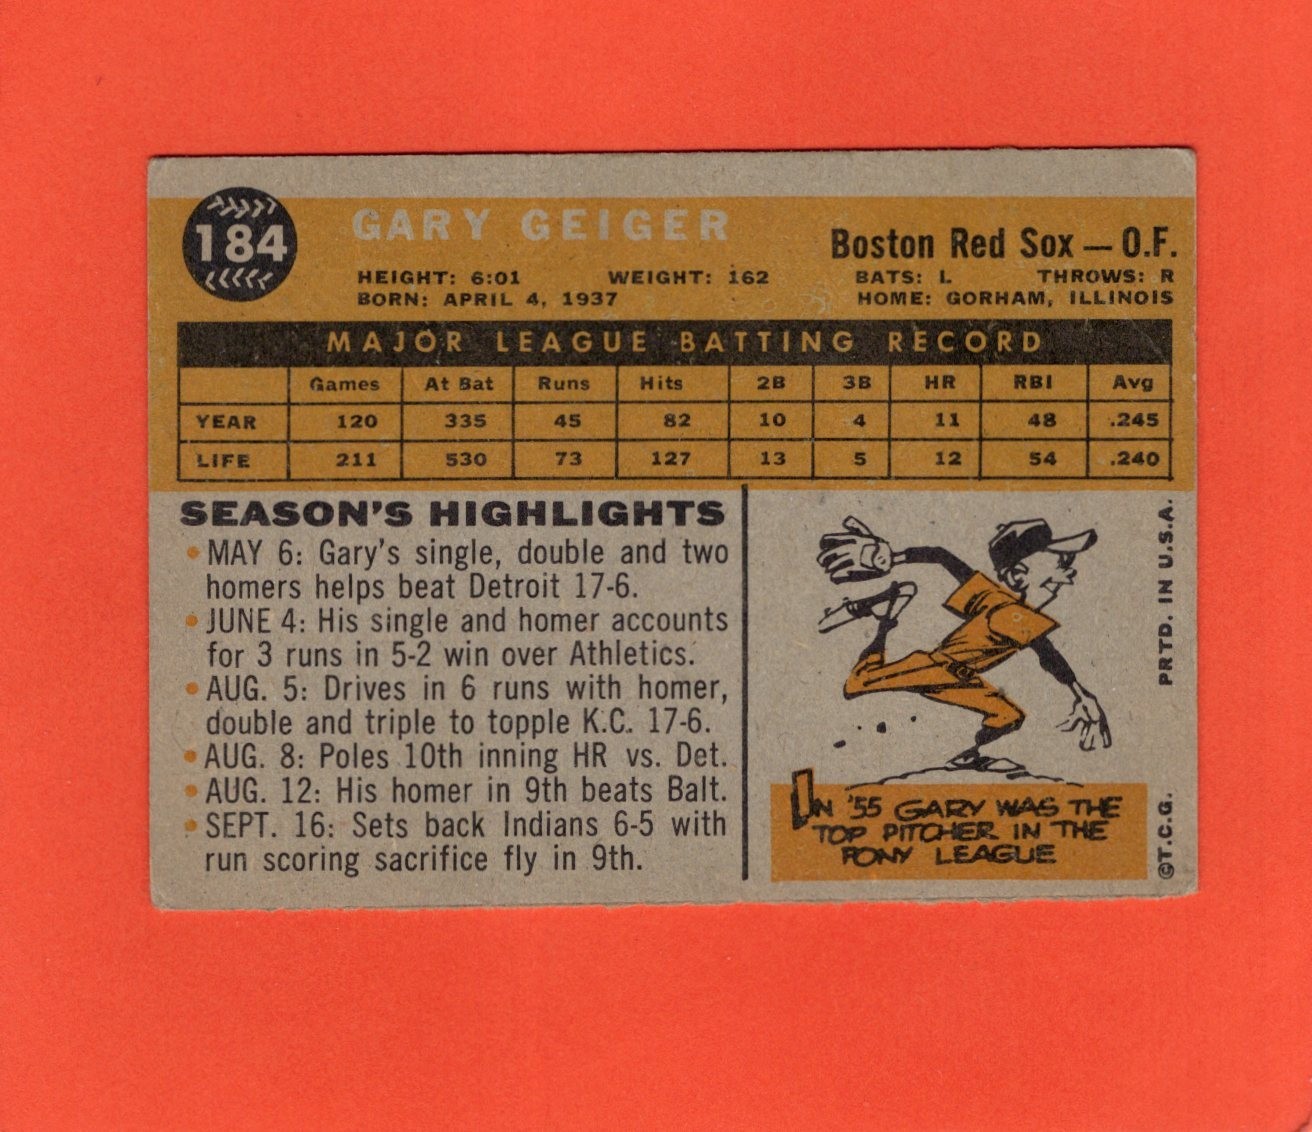 184
GARY GEIGER
Boston Red Sox — O.F.
HEIGHT: 6:01 WEIGHT: 162 BATS: L THROWS: R
BORN: APRIL 4, 1937 HOME: GORHAM, ILLINOIS
MAJOR LEAGUE BATTING RECORD
Games At Bat Runs Hits 2B 3B HR RBI Avg
YEAR 120 335 45 82 10 4 11 48 .245
LIFE 211 530 73 127 13 5 12 54 .240
SEASON'S HIGHLIGHTS
• MAY 6: Gary's single, double and two
homers helps beat Detroit 17-6.
• JUNE 4: His single and homer accounts
for 3 runs in 5-2 win over Athletics.
• AUG. 5: Drives in 6 runs with homer,
double and triple to topple K.C. 17-6.
• AUG. 8: Poles 10th inning HR vs. Det.
• AUG. 12: His homer in 9th beats Balt.
• SEPT. 16: Sets back Indians 6-5 with
run scoring sacrifice fly in 9th.
IN '55 GARY WAS THE
TOP PITCHER IN THE
PONY LEAGUE
©T.C.G. PRTD. IN U.S.A.